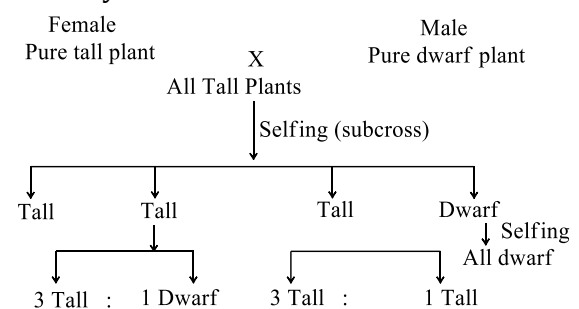 Female
Male
Pure tall plant
Pure dwarf plant
X
All Tall Plants
Selfing (subcross)
Tall
Tall
Tall
Dwarf
Selfing
All dwarf
3 Tall : 1 Dwarf
3 Tall : 1 Tall